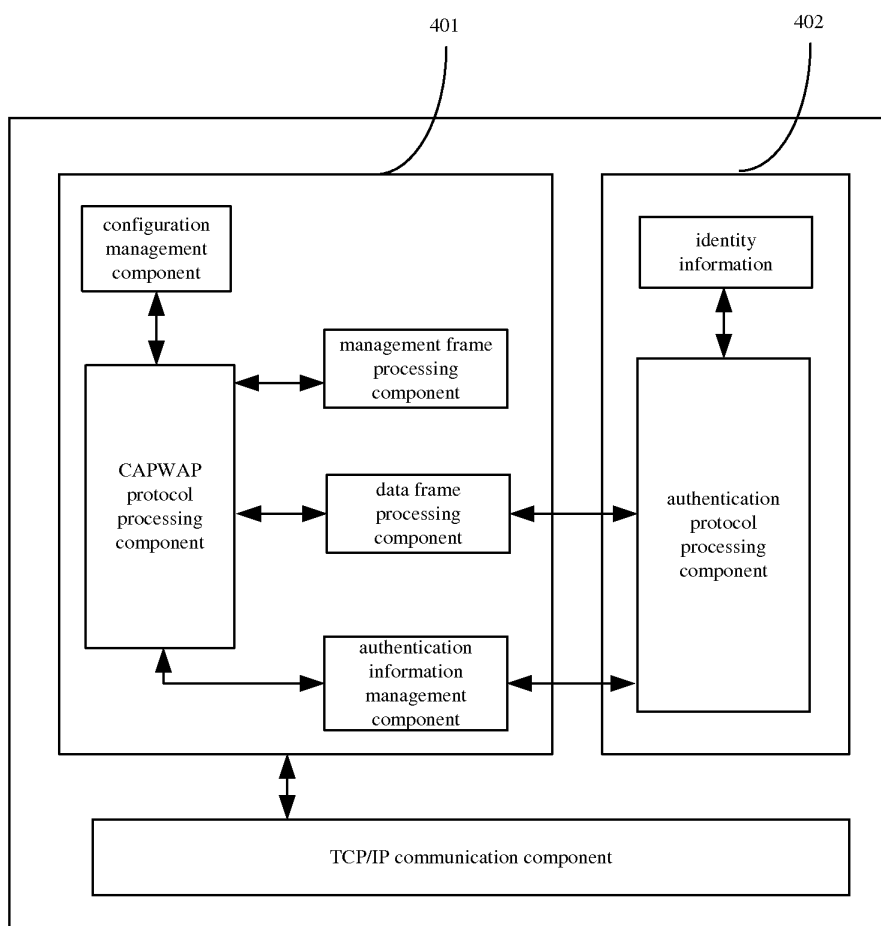 401
402
configuration
management
component
identity
information
management frame
processing
component
CAPWAP
protocol
processing
component
data frame
processing
component
authentication
protocol
processing
component
authentication
information
management
component
TCP/IP communication component